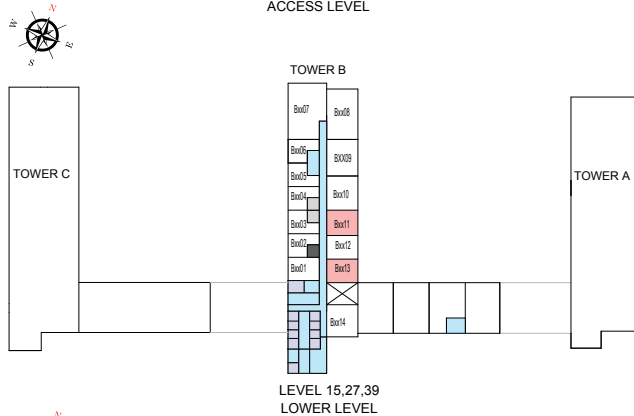 ACCESS LEVEL
N
W
E
S
TOWER B
Bxx07
Bxx08
Bxx06
BXX09
TOWER C
Bxx05
TOWER A
Bxx04
Bxx10
Bxx03
Bxx11
Bxx02
Bxx12
Bxx01
Bxx13
Bxx14
LEVEL 15,27,39
LOWER LEVEL
N